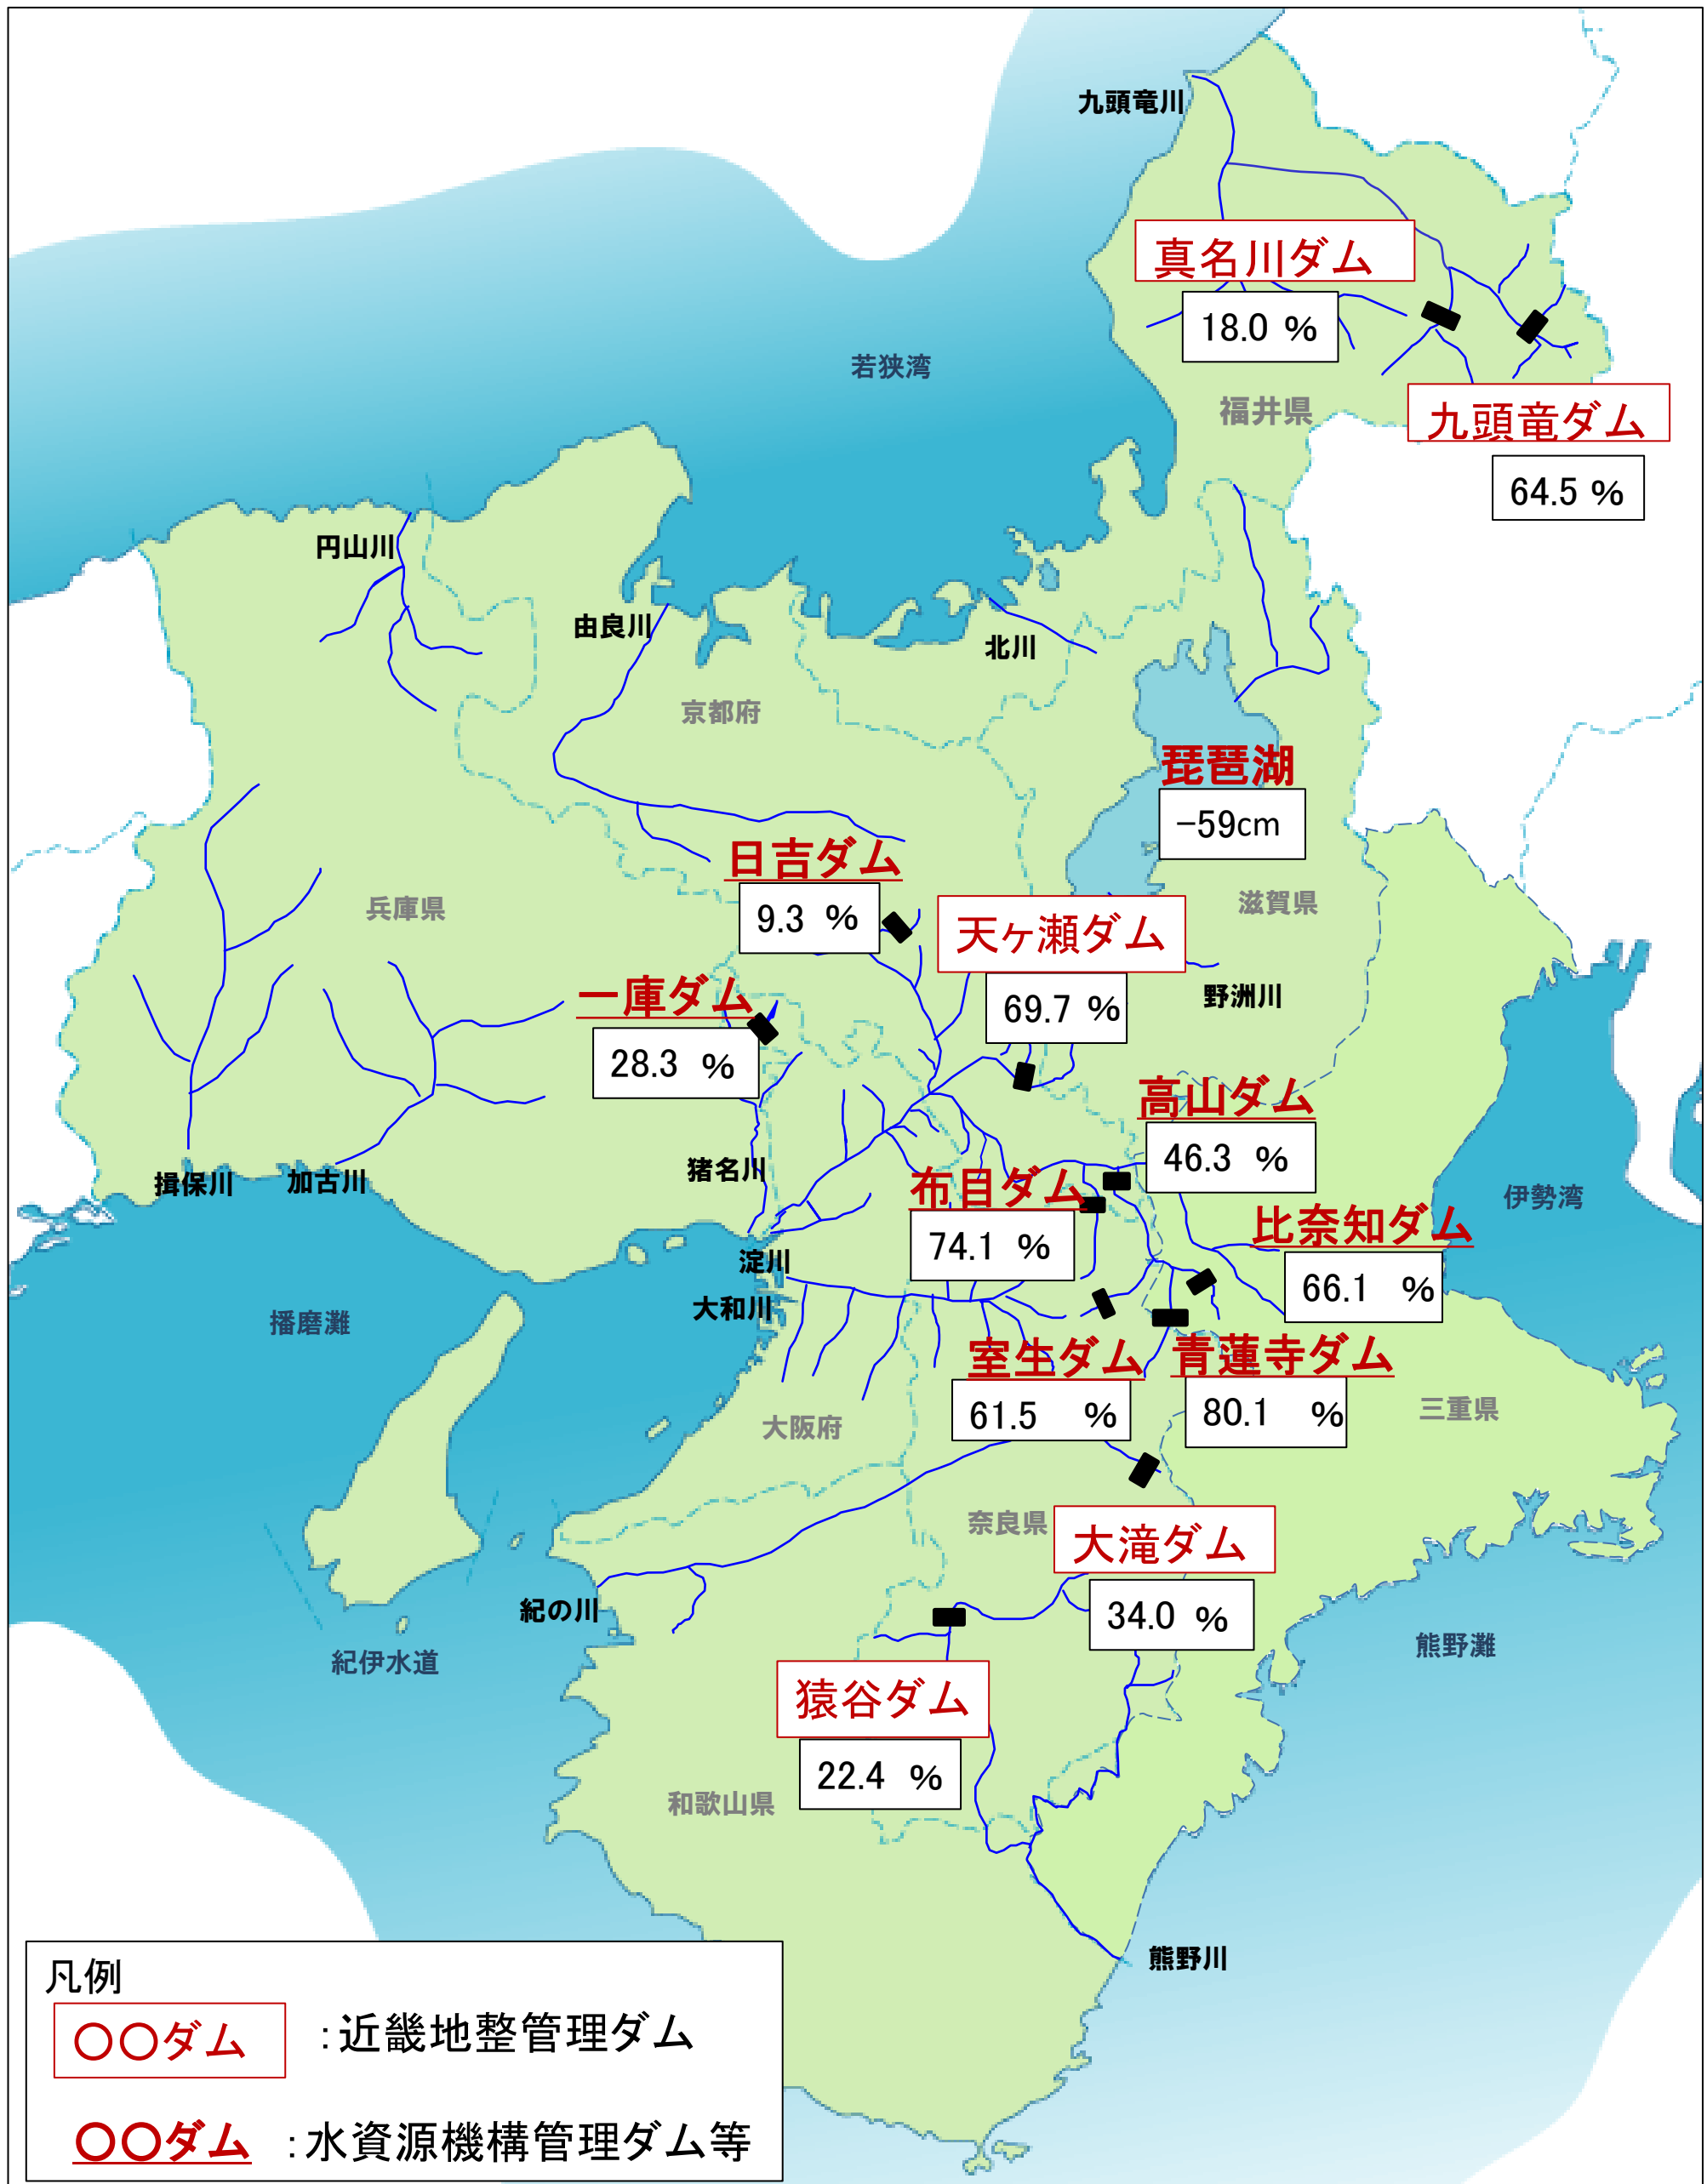 九頭竜川
真名川ダム
18.0 %
若狭湾
福井県
九頭竜ダム
64.5 %
円山川
由良川
北川
京都府
琵琶湖
-59cm
日吉ダム
9.3 %
兵庫県
滋賀県
天ヶ瀬ダム
69.7 %
野洲川
一庫ダム
28.3 %
高山ダム
46.3 %
猪名川
揖保川
加古川
布目ダム
74.1 %
伊勢湾
比奈知ダム
66.1 %
淀川
大和川
播磨灘
室生ダム
61.5 %
青蓮寺ダム
80.1 %
三重県
大阪府
奈良県
大滝ダム
34.0 %
紀の川
紀伊水道
熊野灘
猿谷ダム
22.4 %
和歌山県
熊野川
凡例
〇〇ダム :近畿地整管理ダム
〇〇ダム :水資源機構管理ダム等